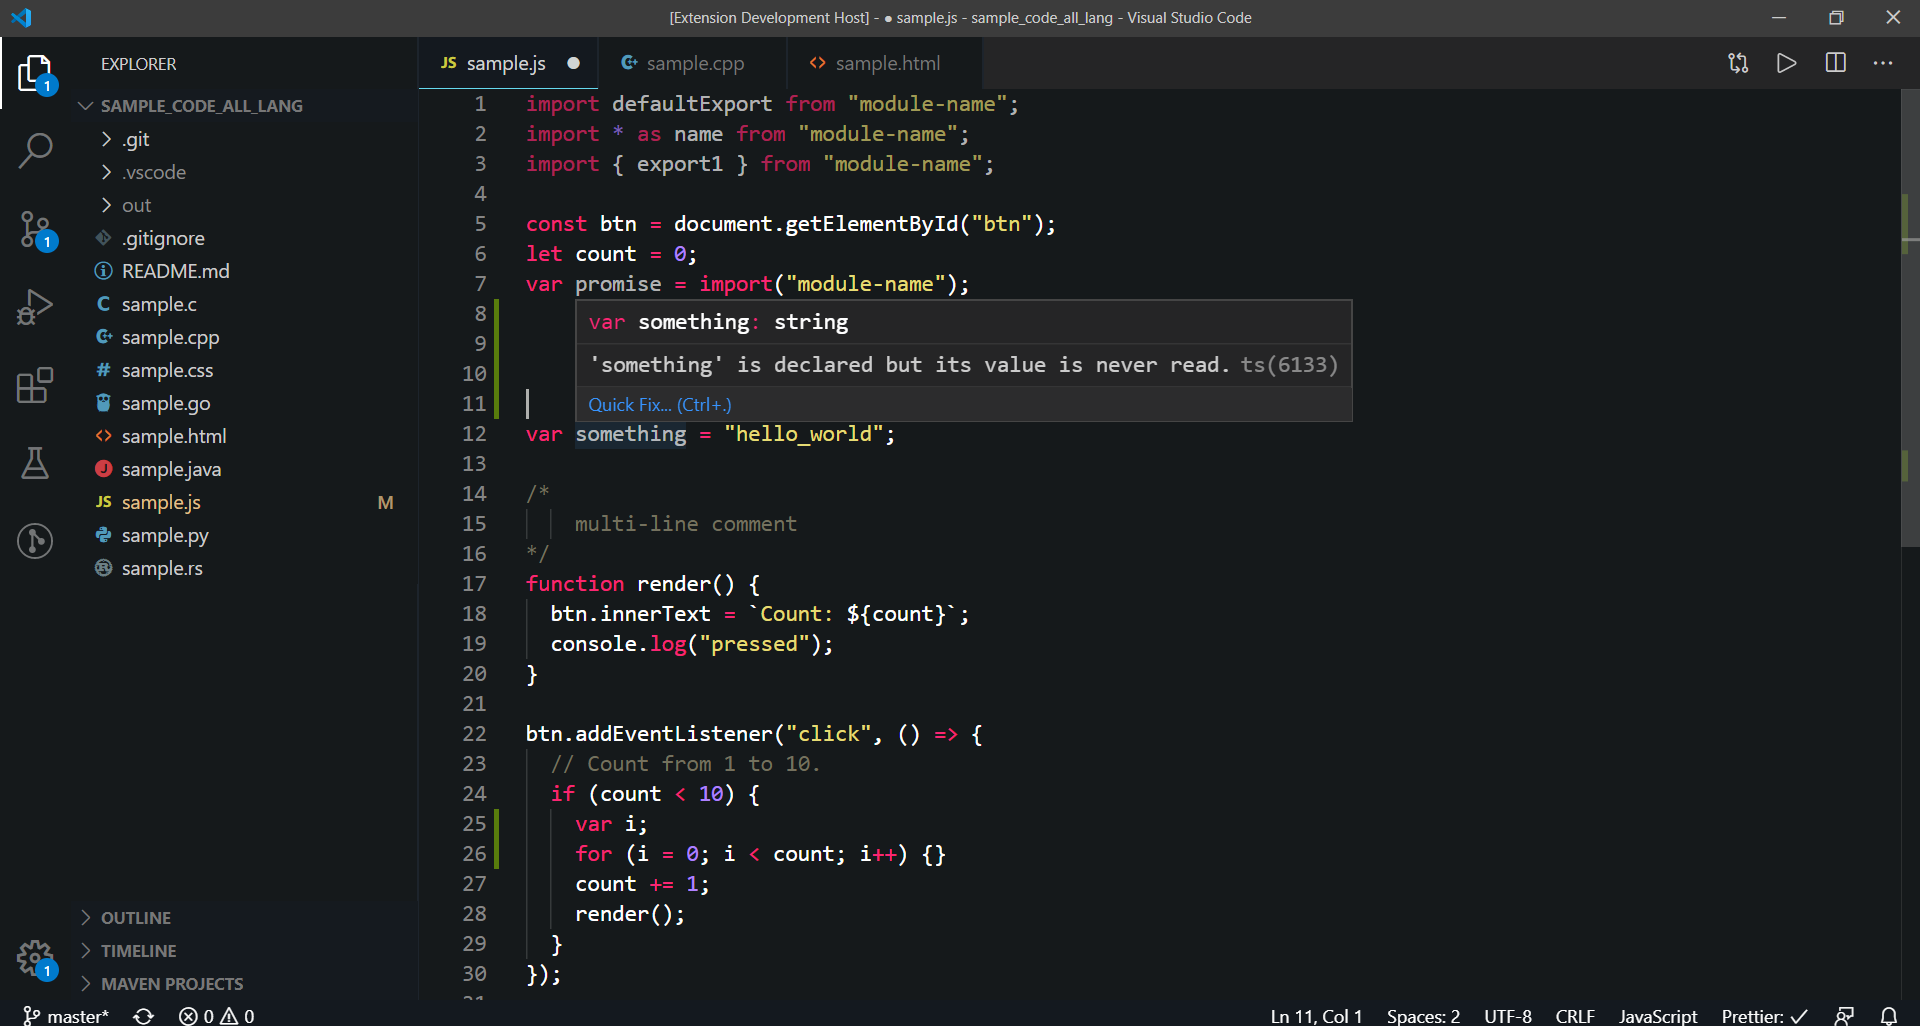 [Extension Development Host] - ● sample.js - sample_code_all_lang - Visual Studio Code
EXPLORER
SAMPLE_CODE_ALL_LANG
.git
.vscode
out
.gitignore
README.md
C sample.c
sample.cpp
# sample.css
sample.go
<> sample.html
J sample.java
JS sample.js M
sample.py
sample.rs
OUTLINE
TIMELINE
MAVEN PROJECTS
1
1
1
JS sample.js ●
sample.cpp
<> sample.html
1 import defaultExport from "module-name";
2 import * as name from "module-name";
3 import { export1 } from "module-name";
4
5 const btn = document.getElementById("btn");
6 let count = 0;
7 var promise = import("module-name");
8
9
10
11
var something: string
'something' is declared but its value is never read. ts(6133)
Quick Fix... (Ctrl+.)
12 var something = "hello_world";
13
14 /*
15     multi-line comment
16 */
17 function render() {
18   btn.innerText = `Count: ${count}`;
19   console.log("pressed");
20 }
21
22 btn.addEventListener("click", () => {
23   // Count from 1 to 10.
24   if (count < 10) {
25     var i;
26     for (i = 0; i < count; i++) {}
27     count += 1;
28     render();
29   }
30 });
master* 0 0 Ln 11, Col 1 Spaces: 2 UTF-8 CRLF JavaScript Prettier: ✓